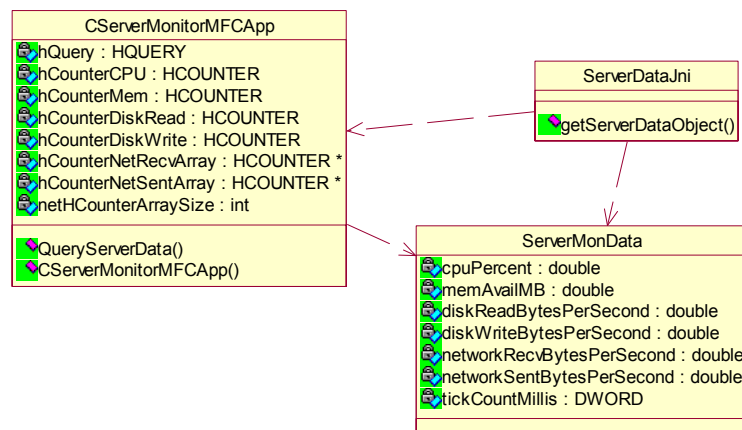 CServerMonitorMFCApp
hQuery : HQUERY
hCounterCPU : HCOUNTER
hCounterMem : HCOUNTER
hCounterDiskRead : HCOUNTER
hCounterDiskWrite : HCOUNTER
hCounterNetRecvArray : HCOUNTER *
hCounterNetSentArray : HCOUNTER *
netHCounterArraySize : int
QueryServerData()
CServerMonitorMFCApp()
ServerDataJni
getServerDataObject()
ServerMonData
cpuPercent : double
memAvailMB : double
diskReadBytesPerSecond : double
diskWriteBytesPerSecond : double
networkRecvBytesPerSecond : double
networkSentBytesPerSecond : double
tickCountMillis : DWORD